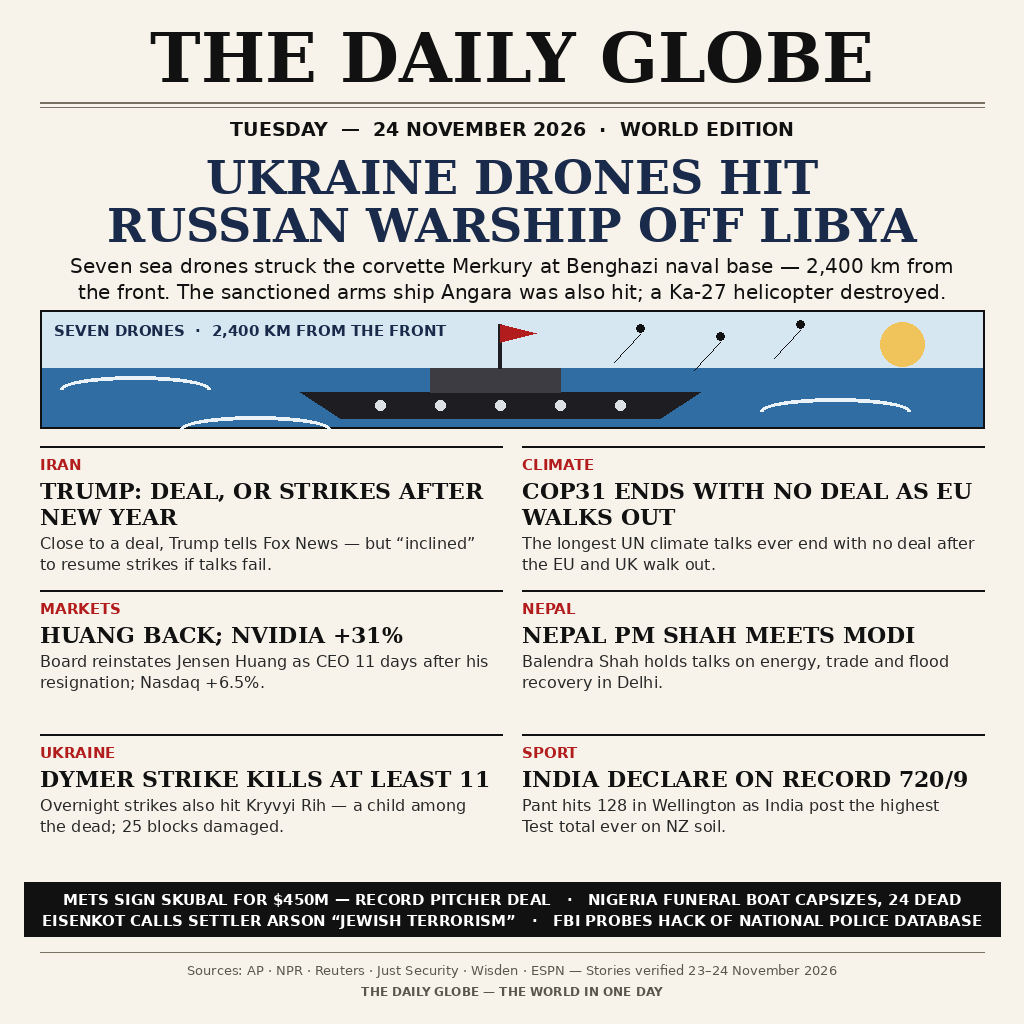 THE DAILY GLOBE
TUESDAY — 24 NOVEMBER 2026 · WORLD EDITION
UKRAINE DRONES HIT
RUSSIAN WARSHIP OFF LIBYA
Seven sea drones struck the corvette Merkury at Benghazi naval base — 2,400 km from
the front. The sanctioned arms ship Angara was also hit; a Ka-27 helicopter destroyed.
SEVEN DRONES · 2,400 KM FROM THE FRONT
IRAN
TRUMP: DEAL, OR STRIKES AFTER
NEW YEAR
Close to a deal, Trump tells Fox News — but “inclined”
to resume strikes if talks fail.
CLIMATE
COP31 ENDS WITH NO DEAL AS EU
WALKS OUT
The longest UN climate talks ever end with no deal after
the EU and UK walk out.
MARKETS
HUANG BACK; NVIDIA +31%
Board reinstates Jensen Huang as CEO 11 days after his
resignation; Nasdaq +6.5%.
NEPAL
NEPAL PM SHAH MEETS MODI
Balendra Shah holds talks on energy, trade and flood
recovery in Delhi.
UKRAINE
DYMER STRIKE KILLS AT LEAST 11
Overnight strikes also hit Kryvyi Rih — a child among
the dead; 25 blocks damaged.
SPORT
INDIA DECLARE ON RECORD 720/9
Pant hits 128 in Wellington as India post the highest
Test total ever on NZ soil.
METS SIGN SKUBAL FOR $450M — RECORD PITCHER DEAL · NIGERIA FUNERAL BOAT CAPSIZES, 24 DEAD
EISENKOT CALLS SETTLER ARSON “JEWISH TERRORISM” · FBI PROBES HACK OF NATIONAL POLICE DATABASE
Sources: AP · NPR · Reuters · Just Security · Wisden · ESPN — Stories verified 23–24 November 2026
THE DAILY GLOBE — THE WORLD IN ONE DAY